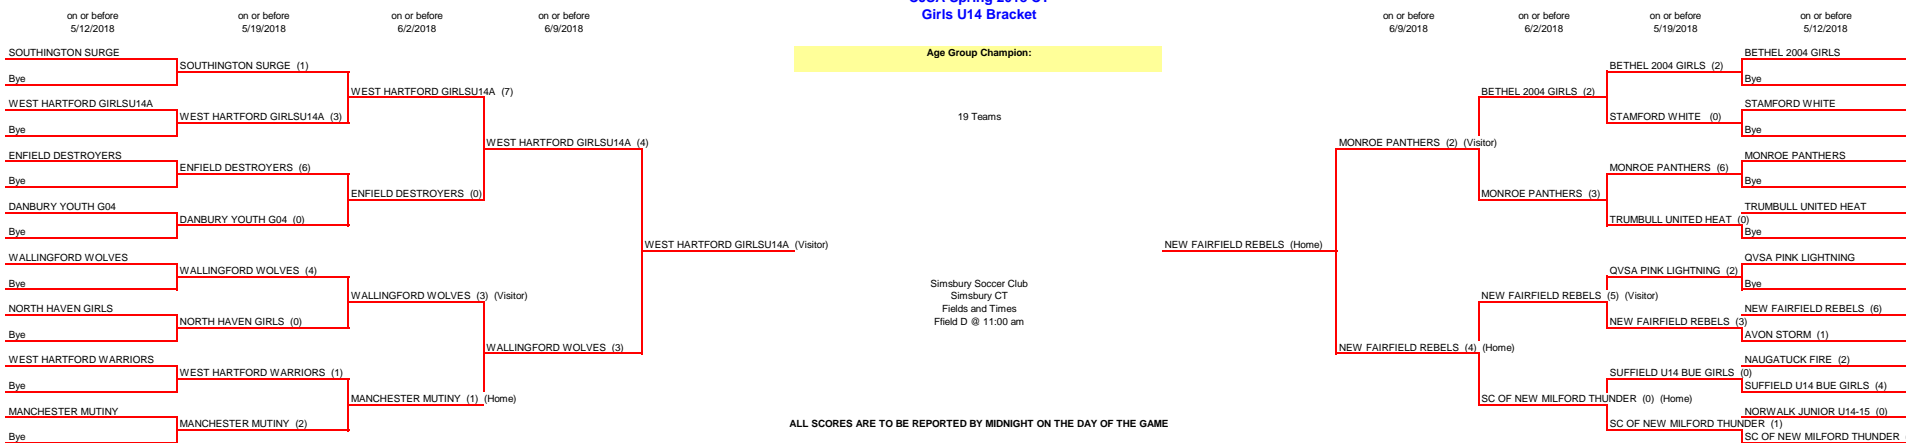 Girls U14 Bracket
on or before
5/12/2018
on or before
5/19/2018
on or before
6/2/2018
on or before
6/9/2018
on or before
6/9/2018
on or before
6/2/2018
on or before
5/19/2018
on or before
5/12/2018
Age Group Champion:
19 Teams
SOUTHINGTON SURGE
Bye
WEST HARTFORD GIRLSU14A
Bye
ENFIELD DESTROYERS
Bye
DANBURY YOUTH G04
Bye
WALLINGFORD WOLVES
Bye
NORTH HAVEN GIRLS
Bye
WEST HARTFORD WARRIORS
Bye
MANCHESTER MUTINY
Bye
SOUTHINGTON SURGE (1)
WEST HARTFORD GIRLSU14A (3)
ENFIELD DESTROYERS (6)
DANBURY YOUTH G04 (0)
WALLINGFORD WOLVES (4)
NORTH HAVEN GIRLS (0)
WEST HARTFORD WARRIORS (1)
MANCHESTER MUTINY (2)
WEST HARTFORD GIRLSU14A (7)
ENFIELD DESTROYERS (0)
WALLINGFORD WOLVES (3) (Visitor)
MANCHESTER MUTINY (1) (Home)
WEST HARTFORD GIRLSU14A (4)
WALLINGFORD WOLVES (3)
WEST HARTFORD GIRLSU14A (Visitor)
Simsbury Soccer Club
Simsbury CT
Fields and Times
Ffield D @ 11:00 am
ALL SCORES ARE TO BE REPORTED BY MIDNIGHT ON THE DAY OF THE GAME
NEW FAIRFIELD REBELS (Home)
MONROE PANTHERS (2) (Visitor)
NEW FAIRFIELD REBELS (4) (Home)
BETHEL 2004 GIRLS (2)
MONROE PANTHERS (3)
NEW FAIRFIELD REBELS (5) (Visitor)
SC OF NEW MILFORD THUNDER (0) (Home)
BETHEL 2004 GIRLS (2)
STAMFORD WHITE (0)
MONROE PANTHERS (6)
TRUMBULL UNITED HEAT (0)
QVSA PINK LIGHTNING (2)
NEW FAIRFIELD REBELS (3)
SUFFIELD U14 BUE GIRLS (0)
SC OF NEW MILFORD THUNDER (1)
BETHEL 2004 GIRLS
Bye
STAMFORD WHITE
Bye
MONROE PANTHERS
Bye
TRUMBULL UNITED HEAT
Bye
QVSA PINK LIGHTNING
Bye
NEW FAIRFIELD REBELS (6)
AVON STORM (1)
NAUGATUCK FIRE (2)
SUFFIELD U14 BUE GIRLS (4)
NORWALK JUNIOR U14-15 (0)
SC OF NEW MILFORD THUNDER